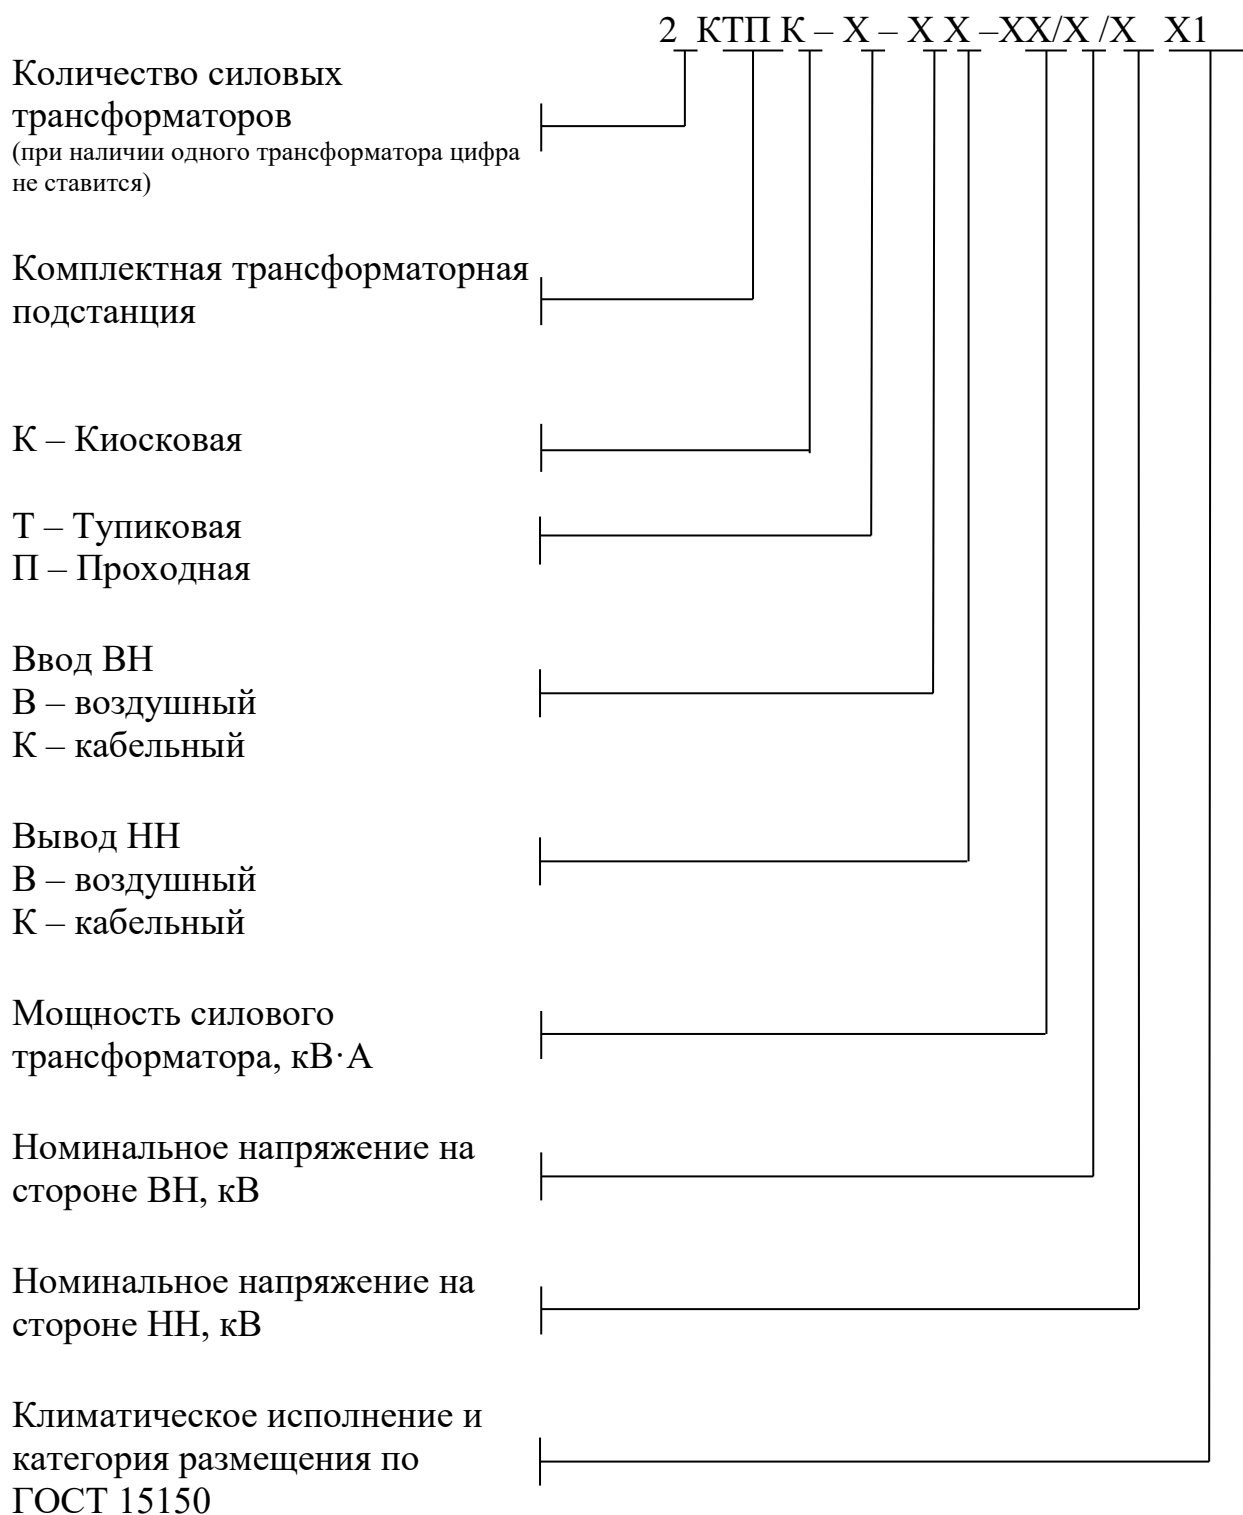 2 КТП К – Х – Х Х –ХХ/Х /Х Х1
Количество силовых
трансформаторов
(при наличии одного трансформатора цифра
не ставится)
Комплектная трансформаторная
подстанция
К – Киосковая
Т – Тупиковая
П – Проходная
Ввод ВН
В – воздушный
К – кабельный
Вывод НН
В – воздушный
К – кабельный
Мощность силового
трансформатора, кВ·А
Номинальное напряжение на
стороне ВН, кВ
Номинальное напряжение на
стороне НН, кВ
Климатическое исполнение и
категория размещения по
ГОСТ 15150